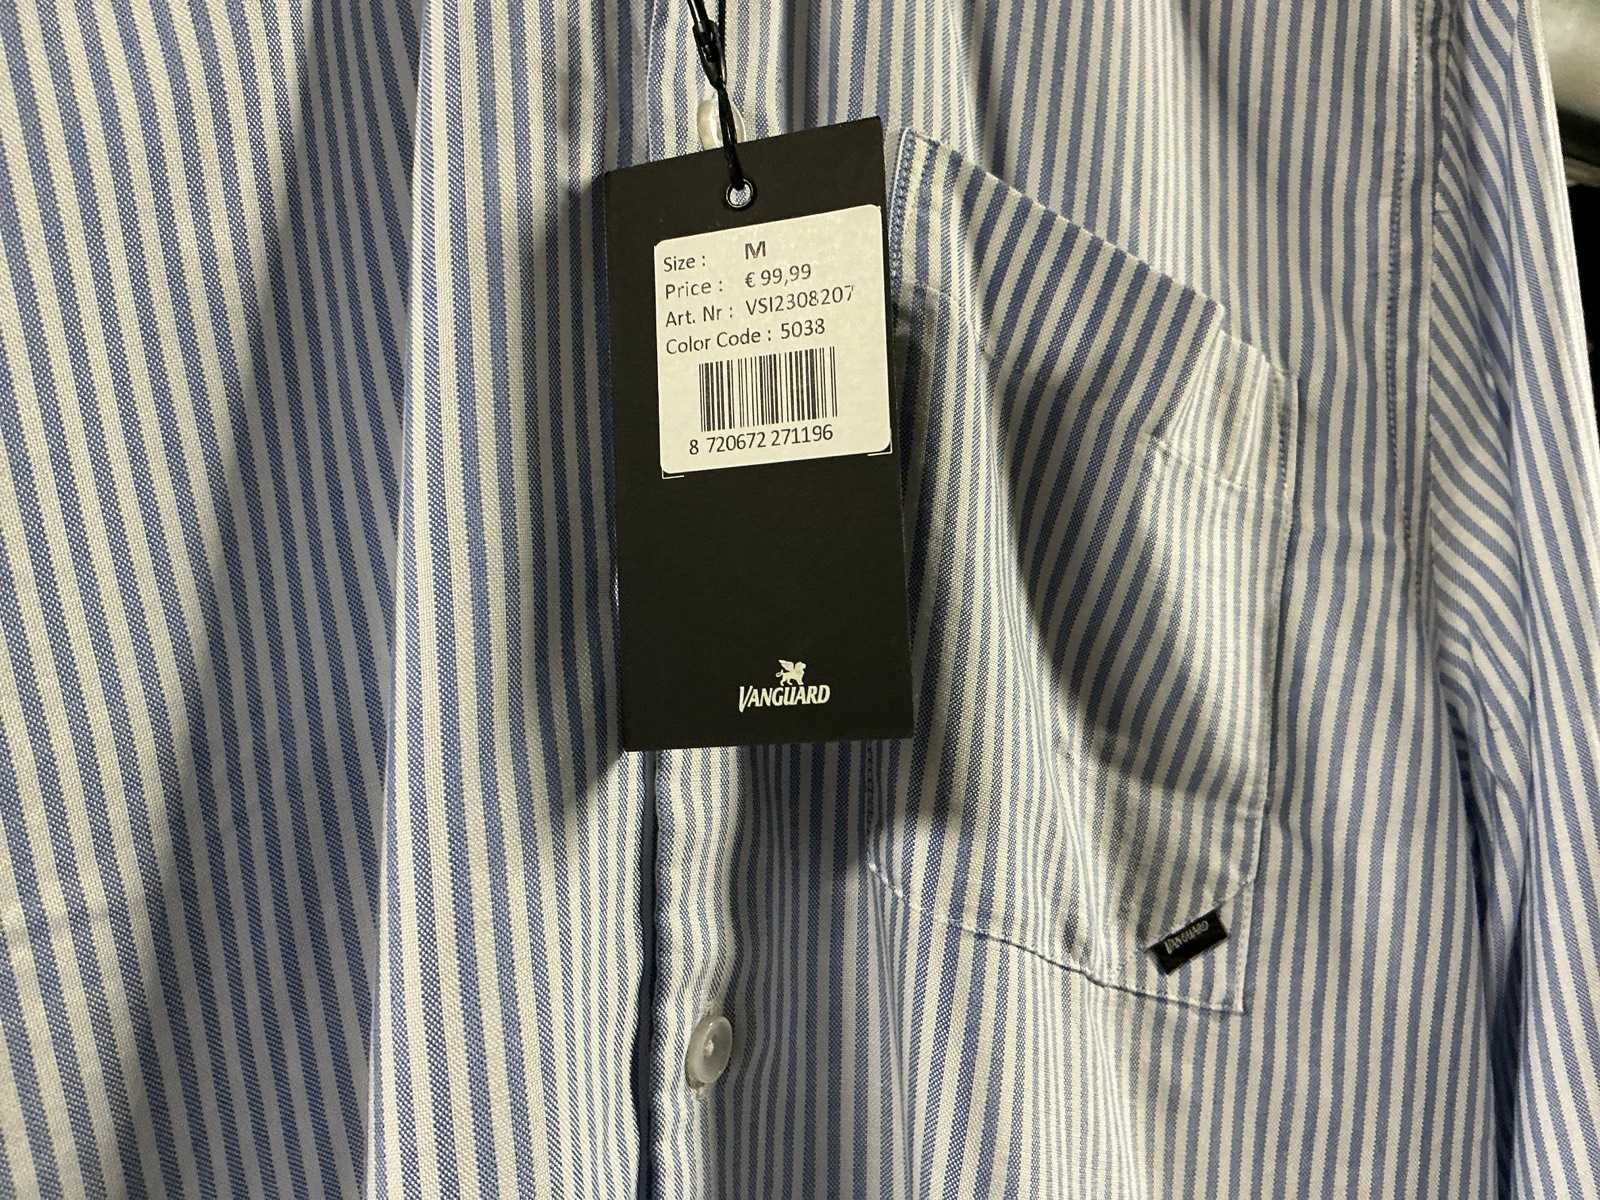 Size : M
Price : € 99,99
Art. Nr : VSI2308207
Color Code : 5038
8 720672 271196
VANGUARD
VANGUARD